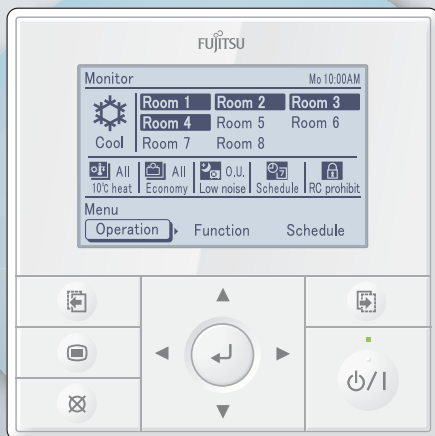 FUJITSU
Monitor Mo 10:00AM
Cool Room 1 Room 2 Room 3
Room 4 Room 5 Room 6
Room 7 Room 8
All All O.U.
10°C heat Economy Low noise Schedule RC prohibit
Menu
Operation Function Schedule